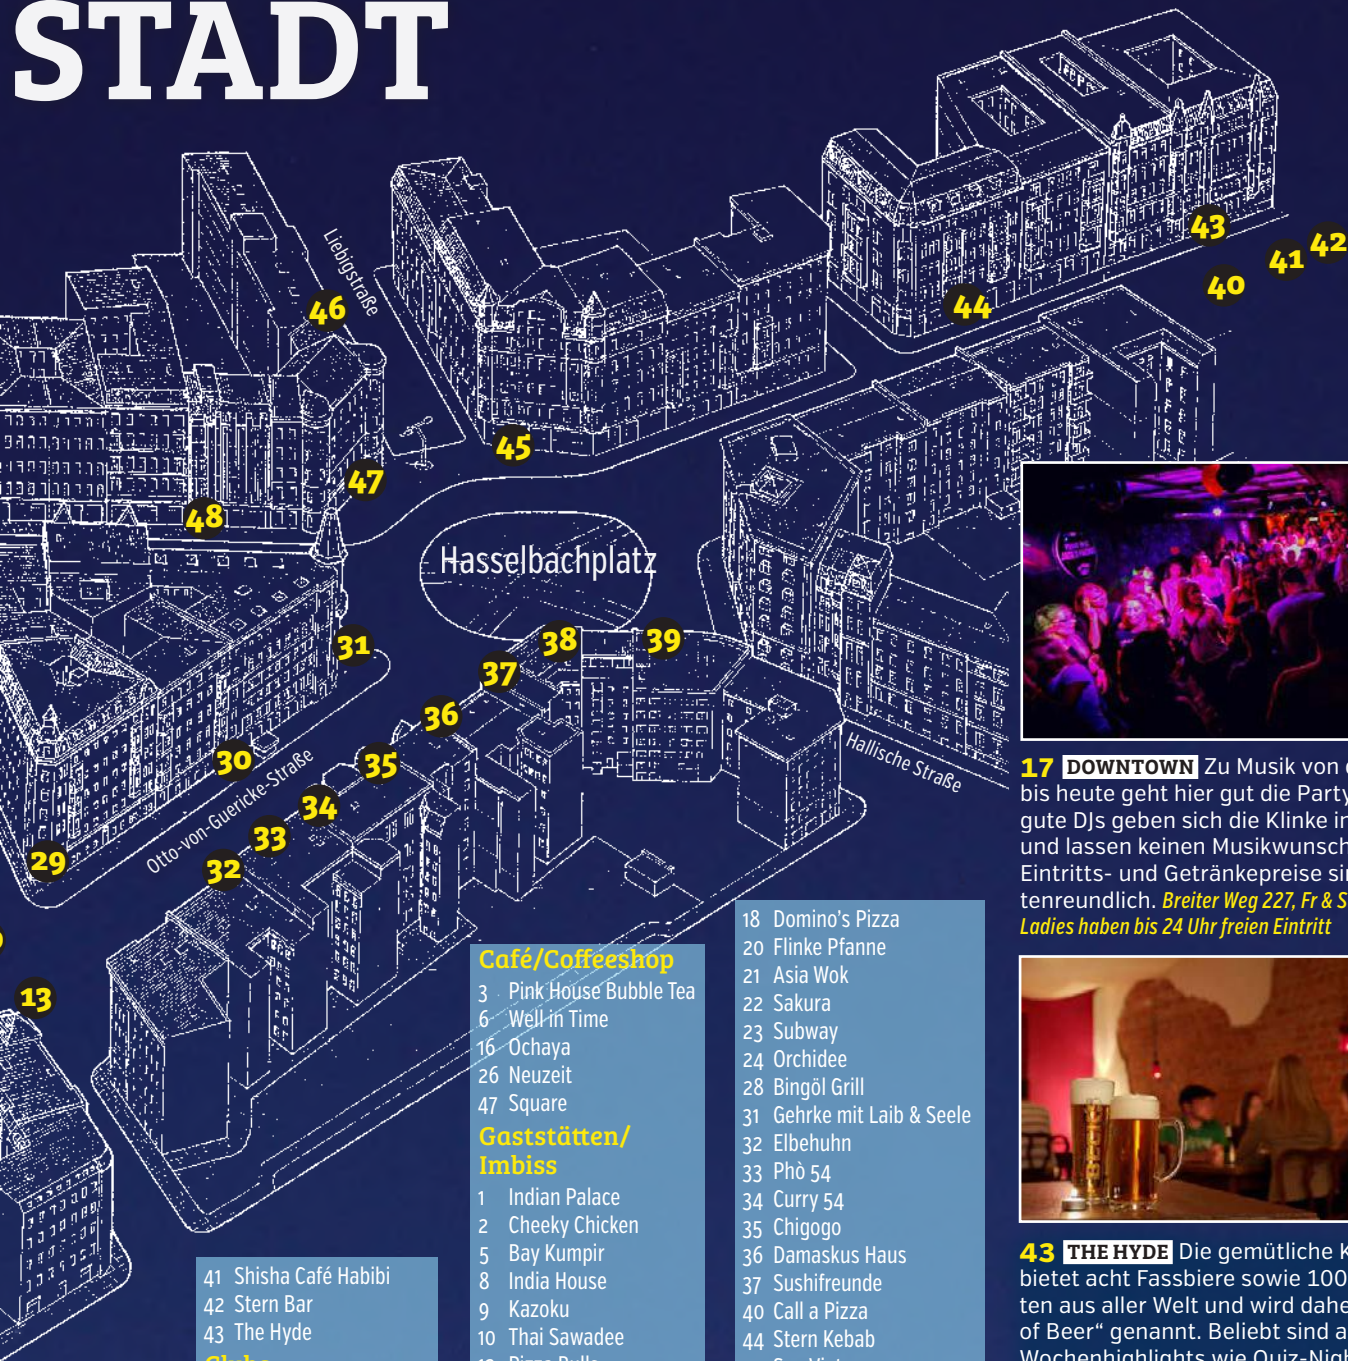 STADT
43
42
41
40
44
46
Liebigstraße
45
47
48
Hasselbachplatz
31
38
39
37
36
35
30
Hallische Straße
34
Otto-von-Guericke-Straße
33
29
32
13
41 Shisha Café Habibi
42 Stern Bar
43 The Hyde
Clubs
Café/Coffeeshop
3 Pink House Bubble Tea
6 Well in Time
16 Ochaya
26 Neuzeit
47 Square
Gaststätten/
Imbiss
1 Indian Palace
2 Cheeky Chicken
5 Bay Kumpir
8 India House
9 Kazoku
10 Thai Sawadee
18 Domino's Pizza
20 Flinke Pfanne
21 Asia Wok
22 Sakura
23 Subway
24 Orchidee
28 Bingöl Grill
31 Gehrke mit Laib & Seele
32 Elbehuhn
33 Phò 54
34 Curry 54
35 Chigogo
36 Damaskus Haus
37 Sushifreunde
40 Call a Pizza
44 Stern Kebab
17 DOWNTOWN Zu Musik von
bis heute geht hier gut die Party
gute DJs geben sich die Klinke in
und lassen keinen Musikwunsch
Eintritts- und Getränkepreise
tenreundlich. Breiter Weg 227, Fr &
Ladies haben bis 24 Uhr freien Eintritt
43 THE HYDE Die gemütliche
bietet acht Fassbiere sowie 100
ten aus aller Welt und wird
of Beer“ genannt. Beliebt sind
Wochenhighlights wie